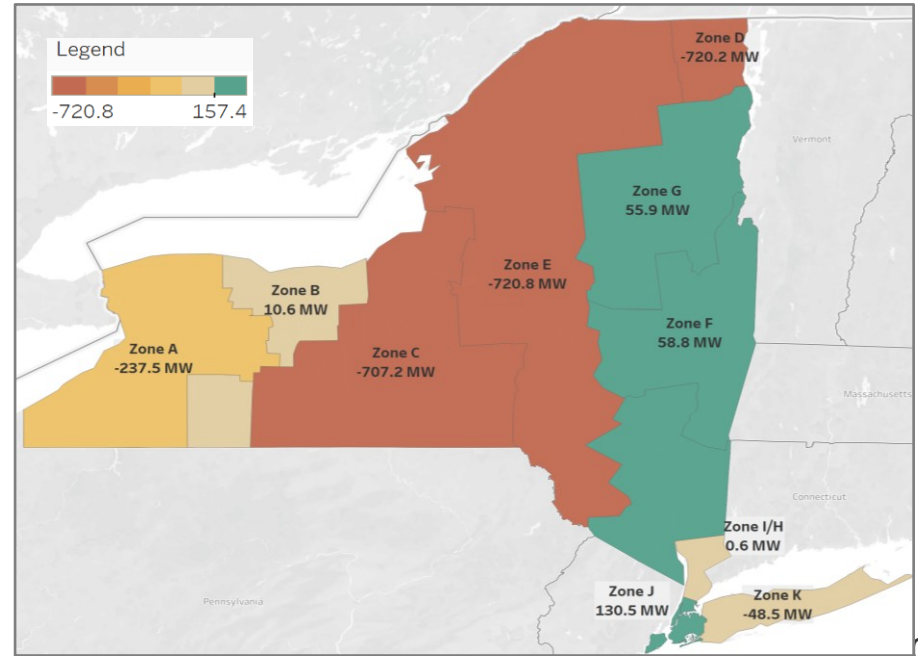 Legend
-720.8 157.4
Zone D
-720.2 MW
Vermont
Zone G
55.9 MW
Zone E
-720.8 MW
Zone B
10.6 MW
Zone F
58.8 MW
Zone A
-237.5 MW
Zone C
-707.2 MW
Massachusetts
Connecticut
Zone I/H
0.6 MW
Zone J
130.5 MW
Zone K
-48.5 MW
Pennsylvania